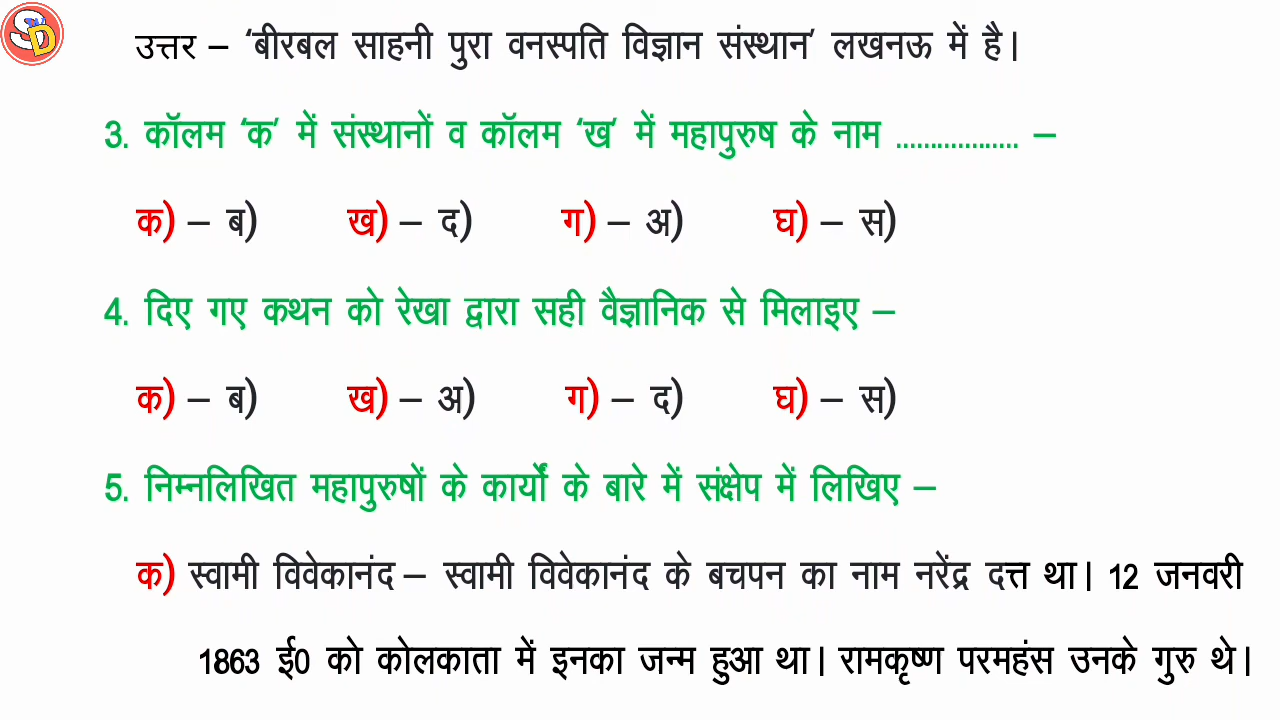 SD
उत्तर – ‘बीरबल साहनी पुरा वनस्पति विज्ञान संस्थान’ लखनऊ में है।
3. कॉलम ‘क’ में संस्थानों व कॉलम ‘ख’ में महापुरुष के नाम .................. –
क) – ब) ख) – द) ग) – अ) घ) – स)
4. दिए गए कथन को रेखा द्वारा सही वैज्ञानिक से मिलाइए –
क) – ब) ख) – अ) ग) – द) घ) – स)
5. निम्नलिखित महापुरुषों के कार्यों के बारे में संक्षेप में लिखिए –
क) स्वामी विवेकानंद – स्वामी विवेकानंद के बचपन का नाम नरेंद्र दत्त था। 12 जनवरी
1863 ई0 को कोलकाता में इनका जन्म हुआ था। रामकृष्ण परमहंस उनके गुरु थे।